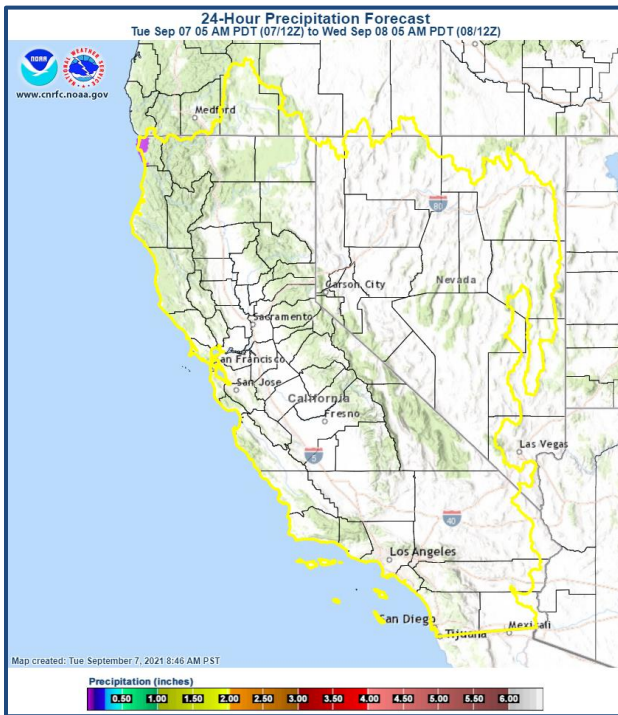 24-Hour Precipitation Forecast
Tue Sep 07 05 AM PDT (07/12Z) to Wed Sep 08 05 AM PDT (08/12Z)
NOAA
www.cnrfc.noaa.gov
Medford
80
Carson City
Nevada
Sacramento
San Francisco
San Jose
California
Fresno
5
Las Vegas
40
Los Angeles
San Diego
Tijuana
Mexicali
Map created: Tue September 7, 2021 8:46 AM PST
Precipitation (inches)
0.50 1.00 1.50 2.00 2.50 3.00 3.50 4.00 4.50 5.00 5.50 6.00